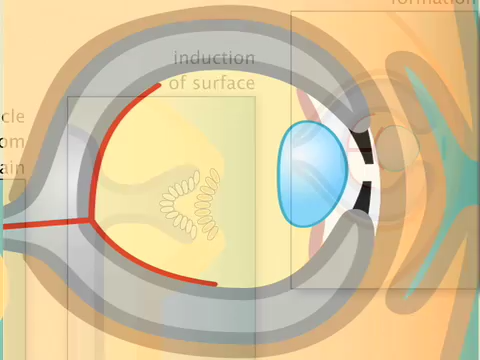 formation
induction
of surface
cle
om
ain